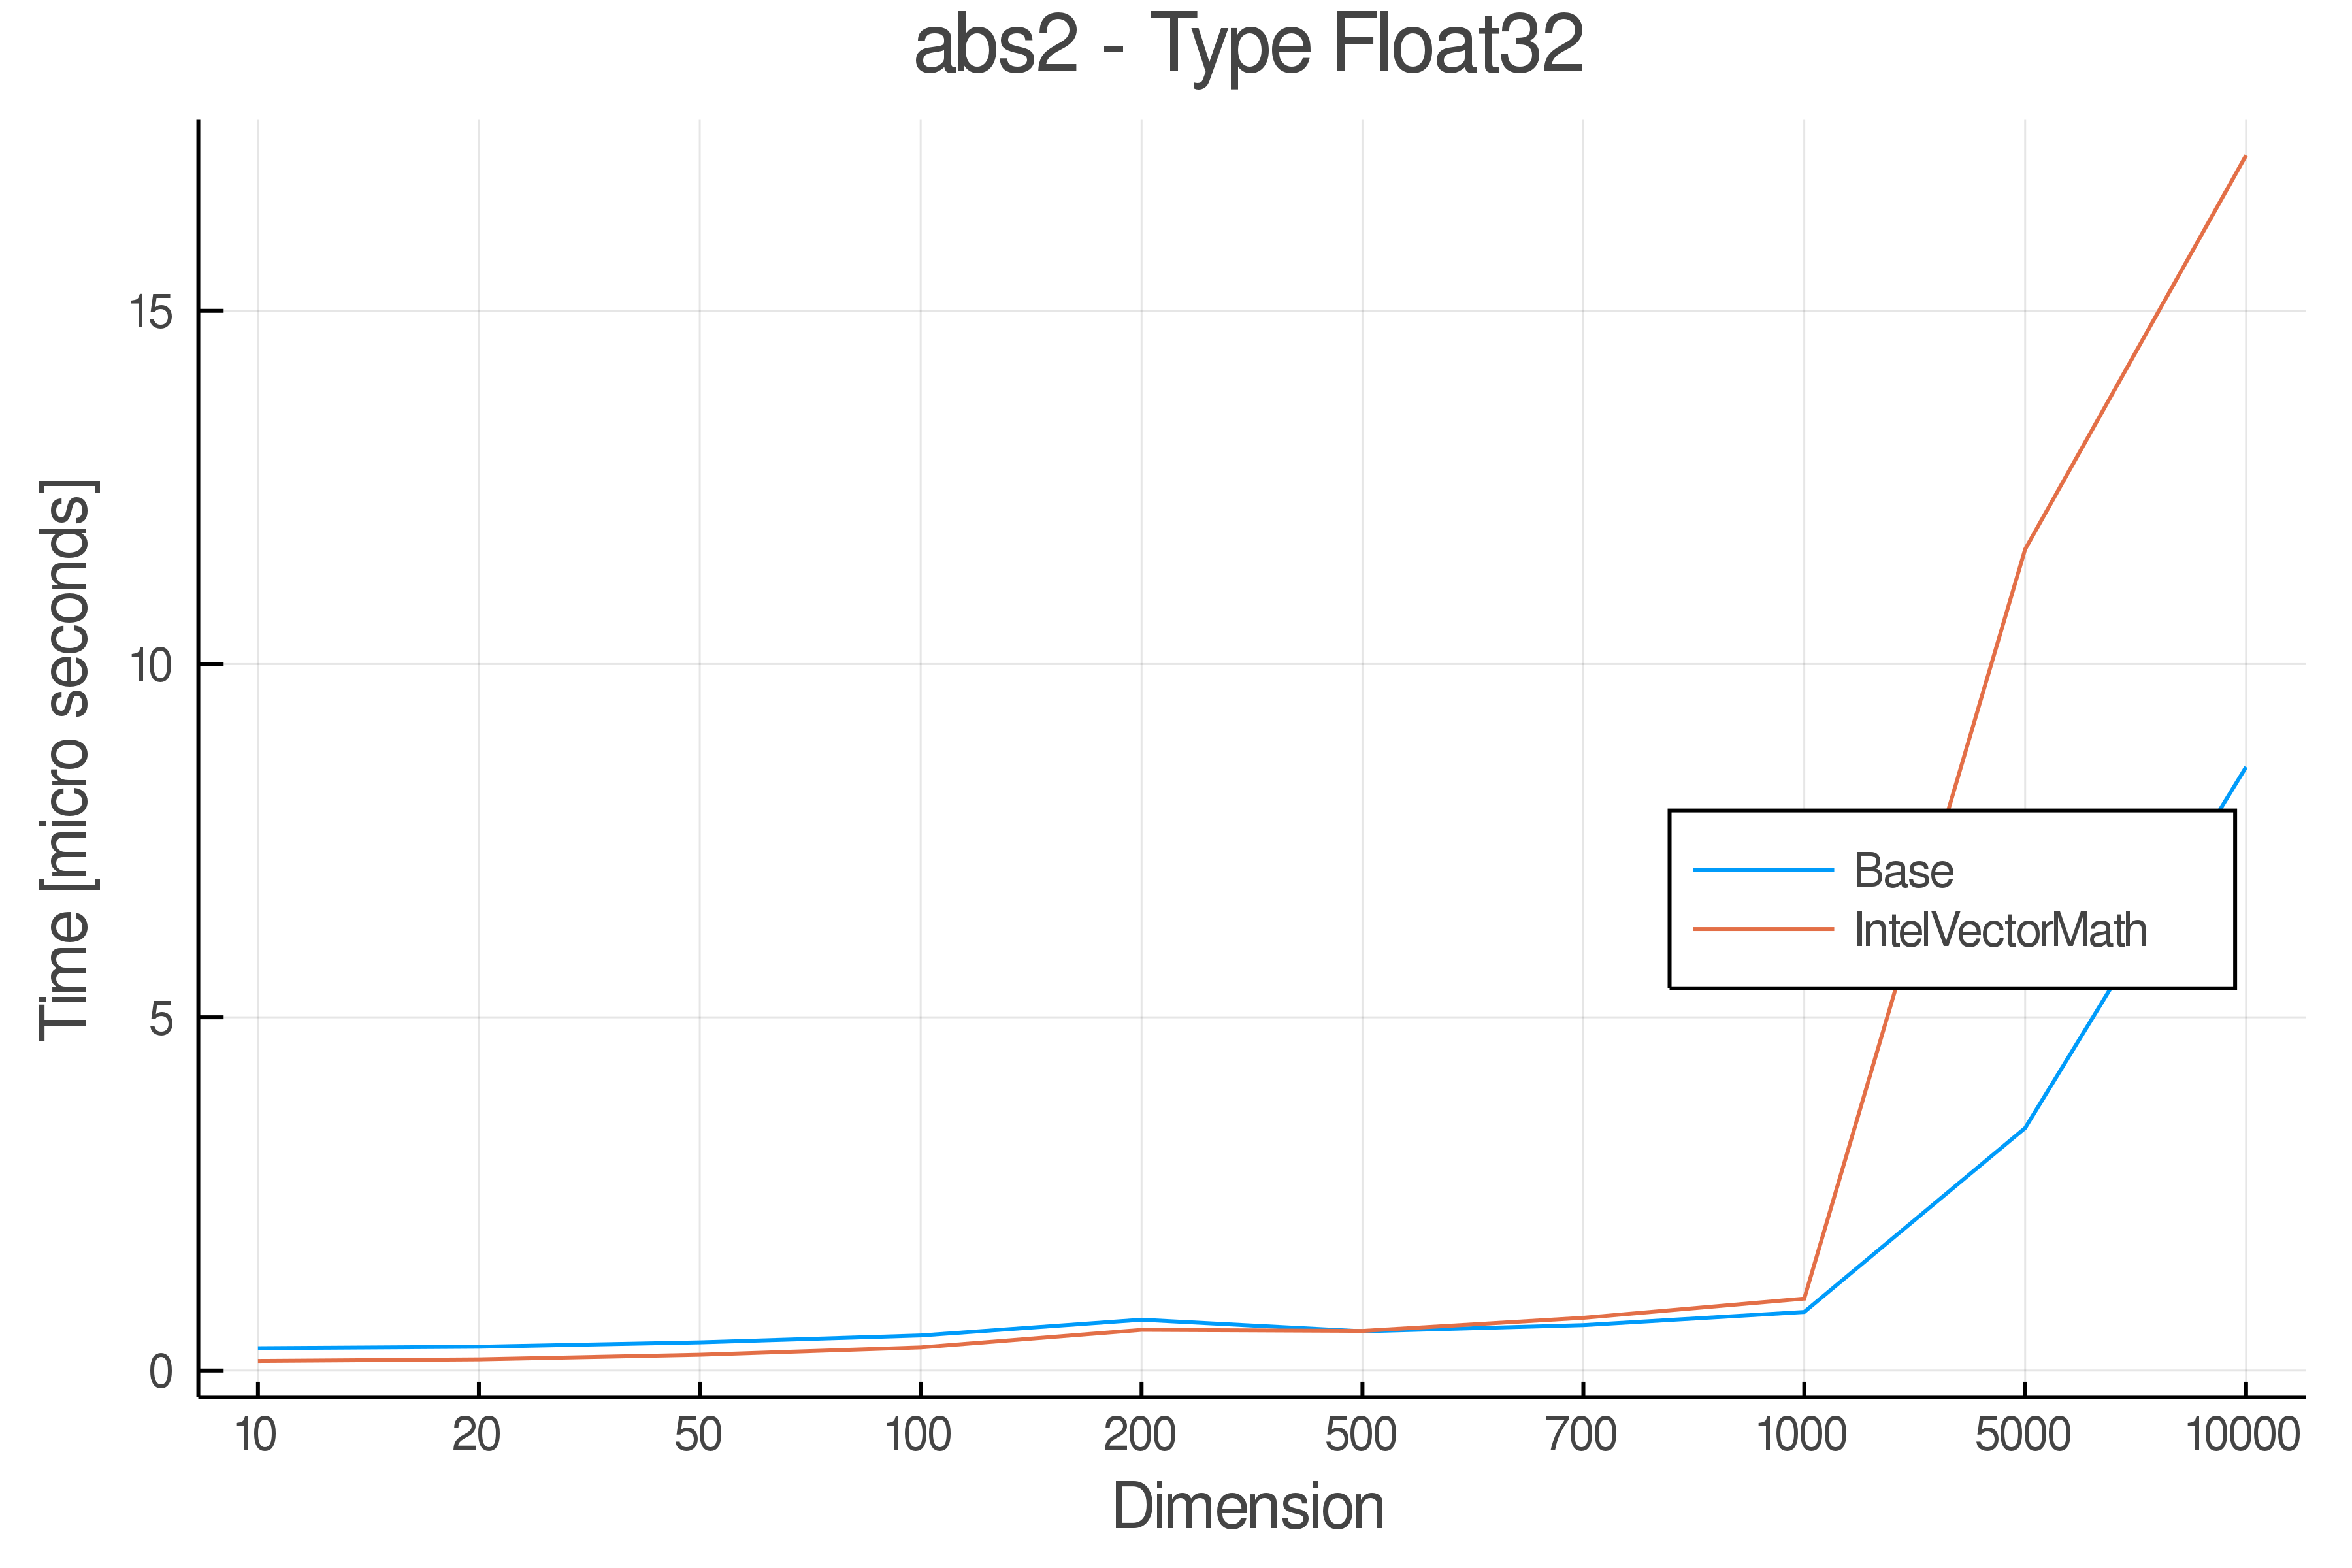 abs2 - Type Float32
Time [micro seconds]
15
10
5
0
Base
IntelVectorMath
10 20 50 100 200 500 700 1000 5000 10000
Dimension